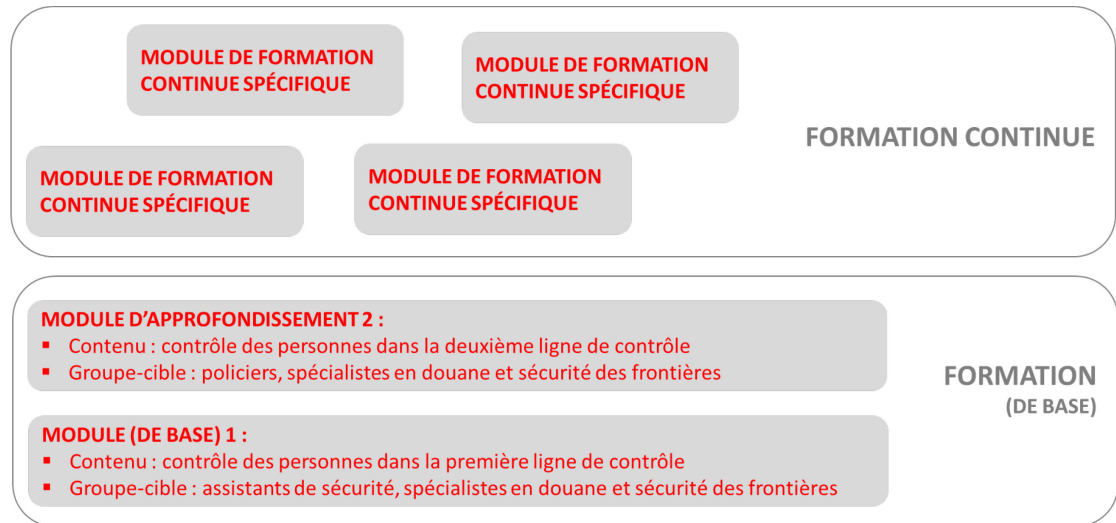 MODULE DE FORMATION
CONTINUE SPÉCIFIQUE
MODULE DE FORMATION
CONTINUE SPÉCIFIQUE
FORMATION CONTINUE
MODULE DE FORMATION
CONTINUE SPÉCIFIQUE
MODULE DE FORMATION
CONTINUE SPÉCIFIQUE
MODULE D'APPROFONDISSEMENT 2 :
▪ Contenu : contrôle des personnes dans la deuxième ligne de contrôle
▪ Groupe-cible : policiers, spécialistes en douane et sécurité des frontières
FORMATION
(DE BASE)
MODULE (DE BASE) 1 :
▪ Contenu : contrôle des personnes dans la première ligne de contrôle
▪ Groupe-cible : assistants de sécurité, spécialistes en douane et sécurité des frontières